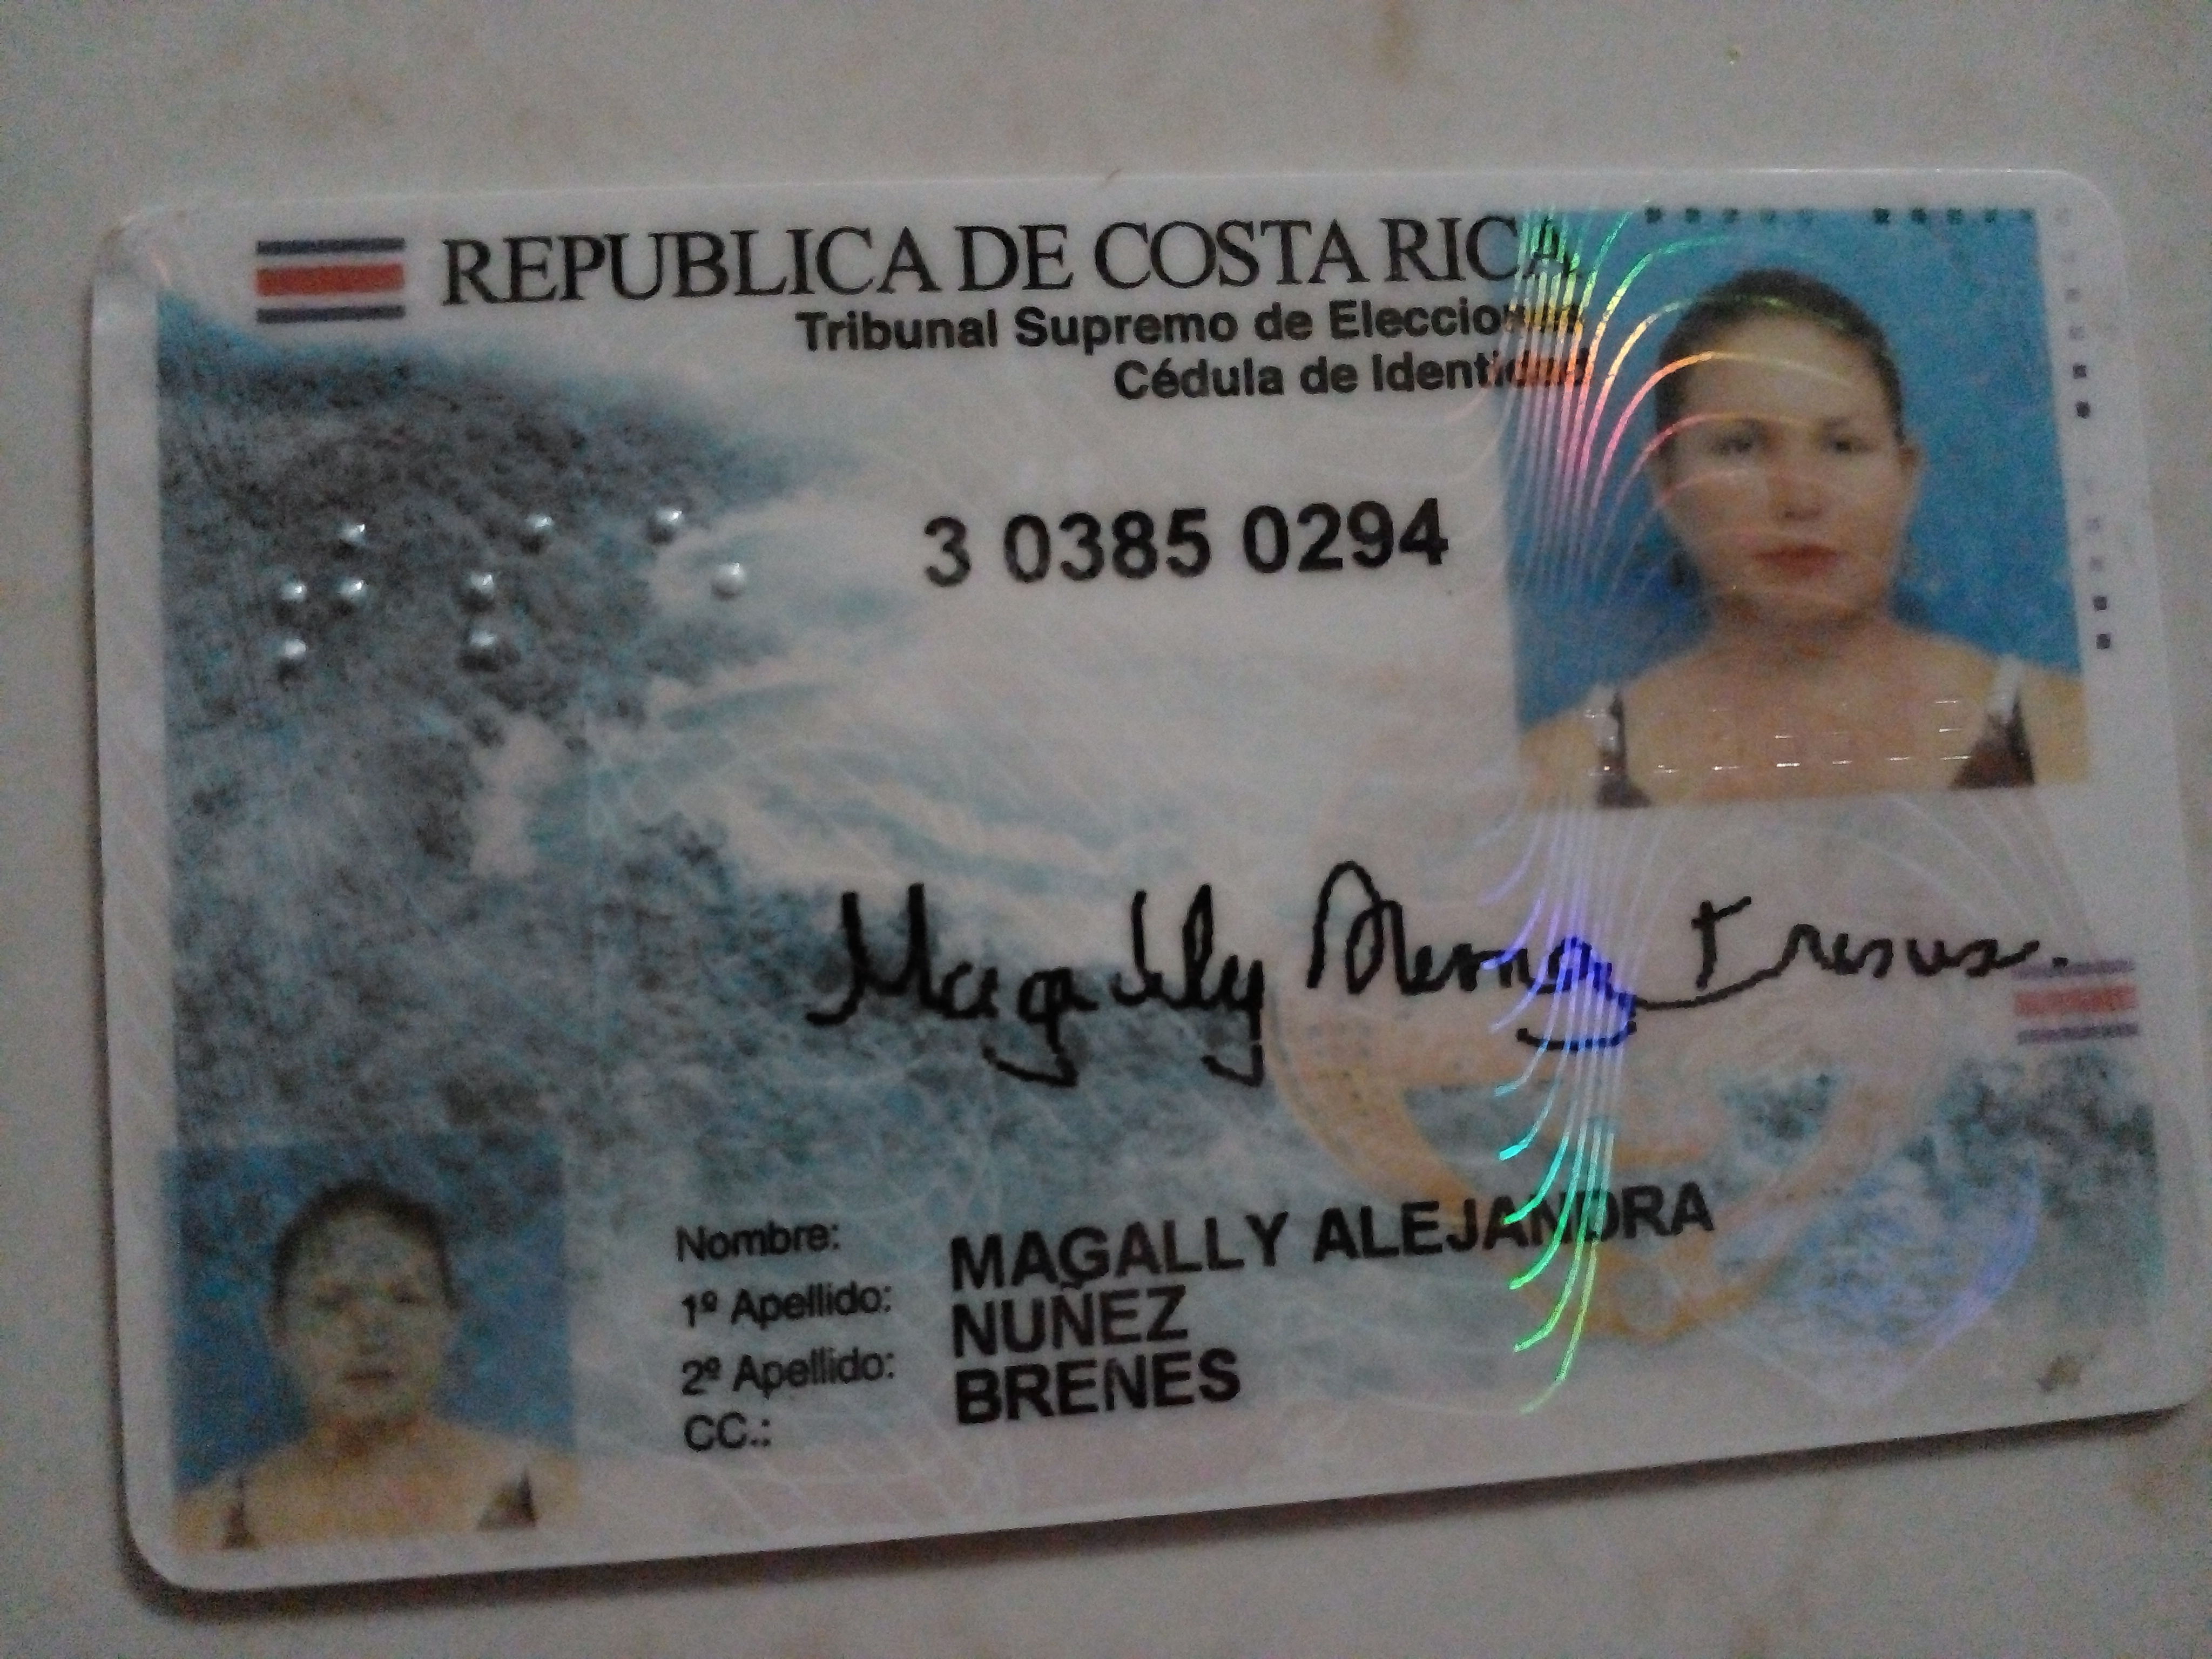 REPUBLICA DE COSTA RICA
Tribunal Supremo de Elecciones
Cédula de Identidad
3 0385 0294
Magally
Nombre: MAGALLY ALEJANDRA
1º Apellido: NUNEZ
2º Apellido: BRENES
CC.: